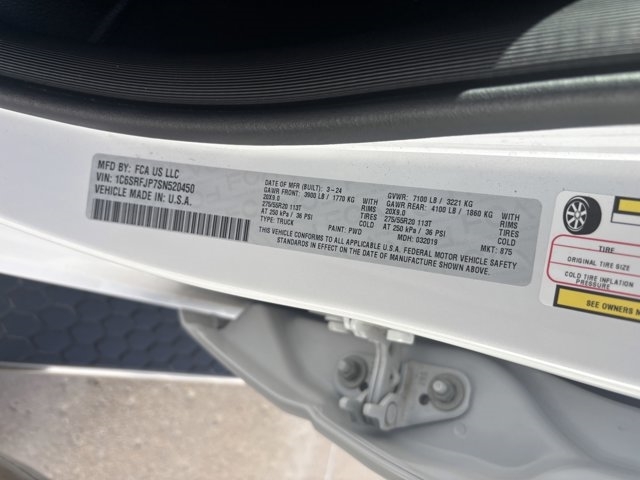 MFD BY: FCA US LLC
VIN: 1C6SRFJP7SN520450
VEHICLE MADE IN U.S.A.
DATE OF MFR (BUILT): 3-24
GAWR FRONT: 3900 LB / 1770 KG WITH
20X9.0 RIMS
275/55R20 113T TIRES
AT 250 kPa / 36 PSI COLD
TYPE: TRUCK PAINT: PWD
GVWR: 7100 LB / 3221 KG
GAWR REAR: 4100 LB / 1860 KG WITH
20X9.0 RIMS
275/55R20 113T TIRES
AT 250 kPa / 36 PSI COLD
MDH: 032019 MKT: 875
THIS VEHICLE CONFORMS TO ALL APPLICABLE U.S.A. FEDERAL MOTOR VEHICLE SAFETY
STANDARDS IN EFFECT ON THE DATE OF MANUFACTURE SHOWN ABOVE.
TIRE
ORIGINAL TIRE SIZE
COLD TIRE INFLATION
PRESSURE
SEE OWNERS